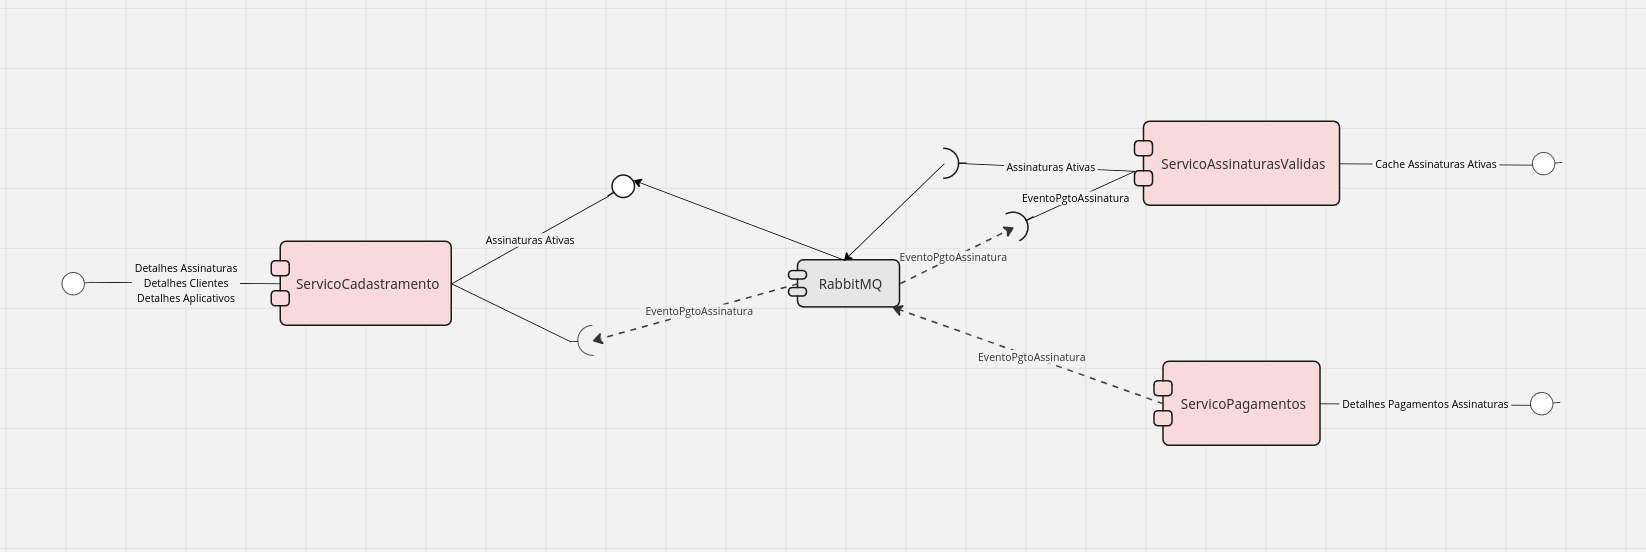 ServicoAssinaturasValidas
Cache Assinaturas Ativas
Assinaturas Ativas
EventoPgtoAssinatura
Assinaturas Ativas
EventoPgtoAssinatura
Detalhes Assinaturas
Detalhes Clientes
Detalhes Aplicativos
ServicoCadastramento
RabbitMQ
EventoPgtoAssinatura
EventoPgtoAssinatura
ServicoPagamentos
Detalhes Pagamentos Assinaturas